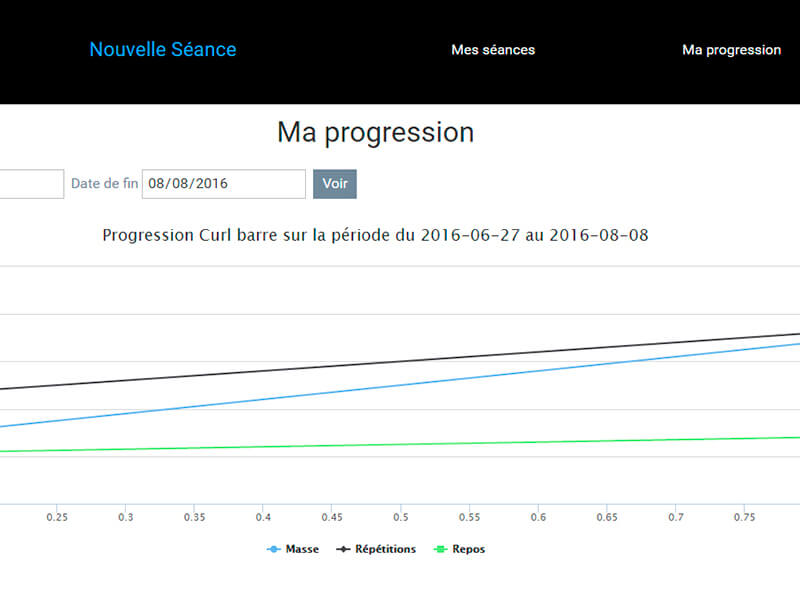 Nouvelle Séance Mes séances Ma progression
Ma progression
Date de fin 08/08/2016 Voir
Progression Curl barre sur la période du 2016-06-27 au 2016-08-08
0.25 0.3 0.35 0.4 0.45 0.5 0.55 0.6 0.65 0.7 0.75
Masse Répétitions Repos